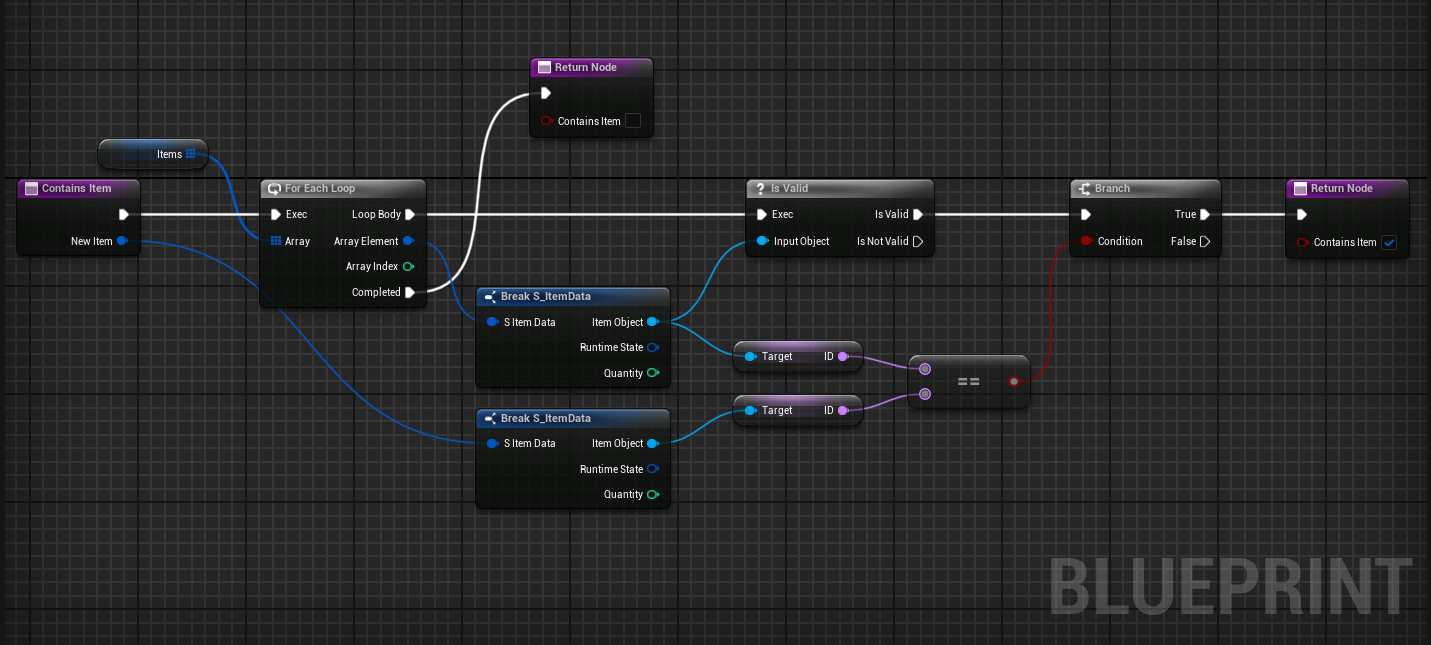 Return Node
Contains Item
Items
Contains Item
New Item
For Each Loop
Exec
Loop Body
Array
Array Element
Array Index
Completed
Is Valid
Exec
Is Valid
Input Object
Is Not Valid
Branch
True
Condition
False
Return Node
Contains Item
Break S_ItemData
S Item Data
Item Object
Runtime State
Quantity
Target
ID
==
Target
ID
Break S_ItemData
S Item Data
Item Object
Runtime State
Quantity
BLUEPRINT